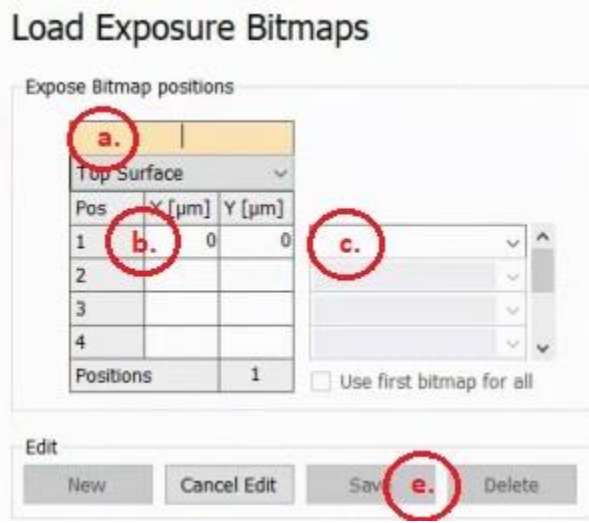 Load Exposure Bitmaps
Expose Bitmap positions
a.
Top Surface
Pos X [µm] Y [µm]
1 b. 0 0 c.
2
3
4
Positions 1
Use first bitmap for all
Edit
New Cancel Edit Sav e. Delete